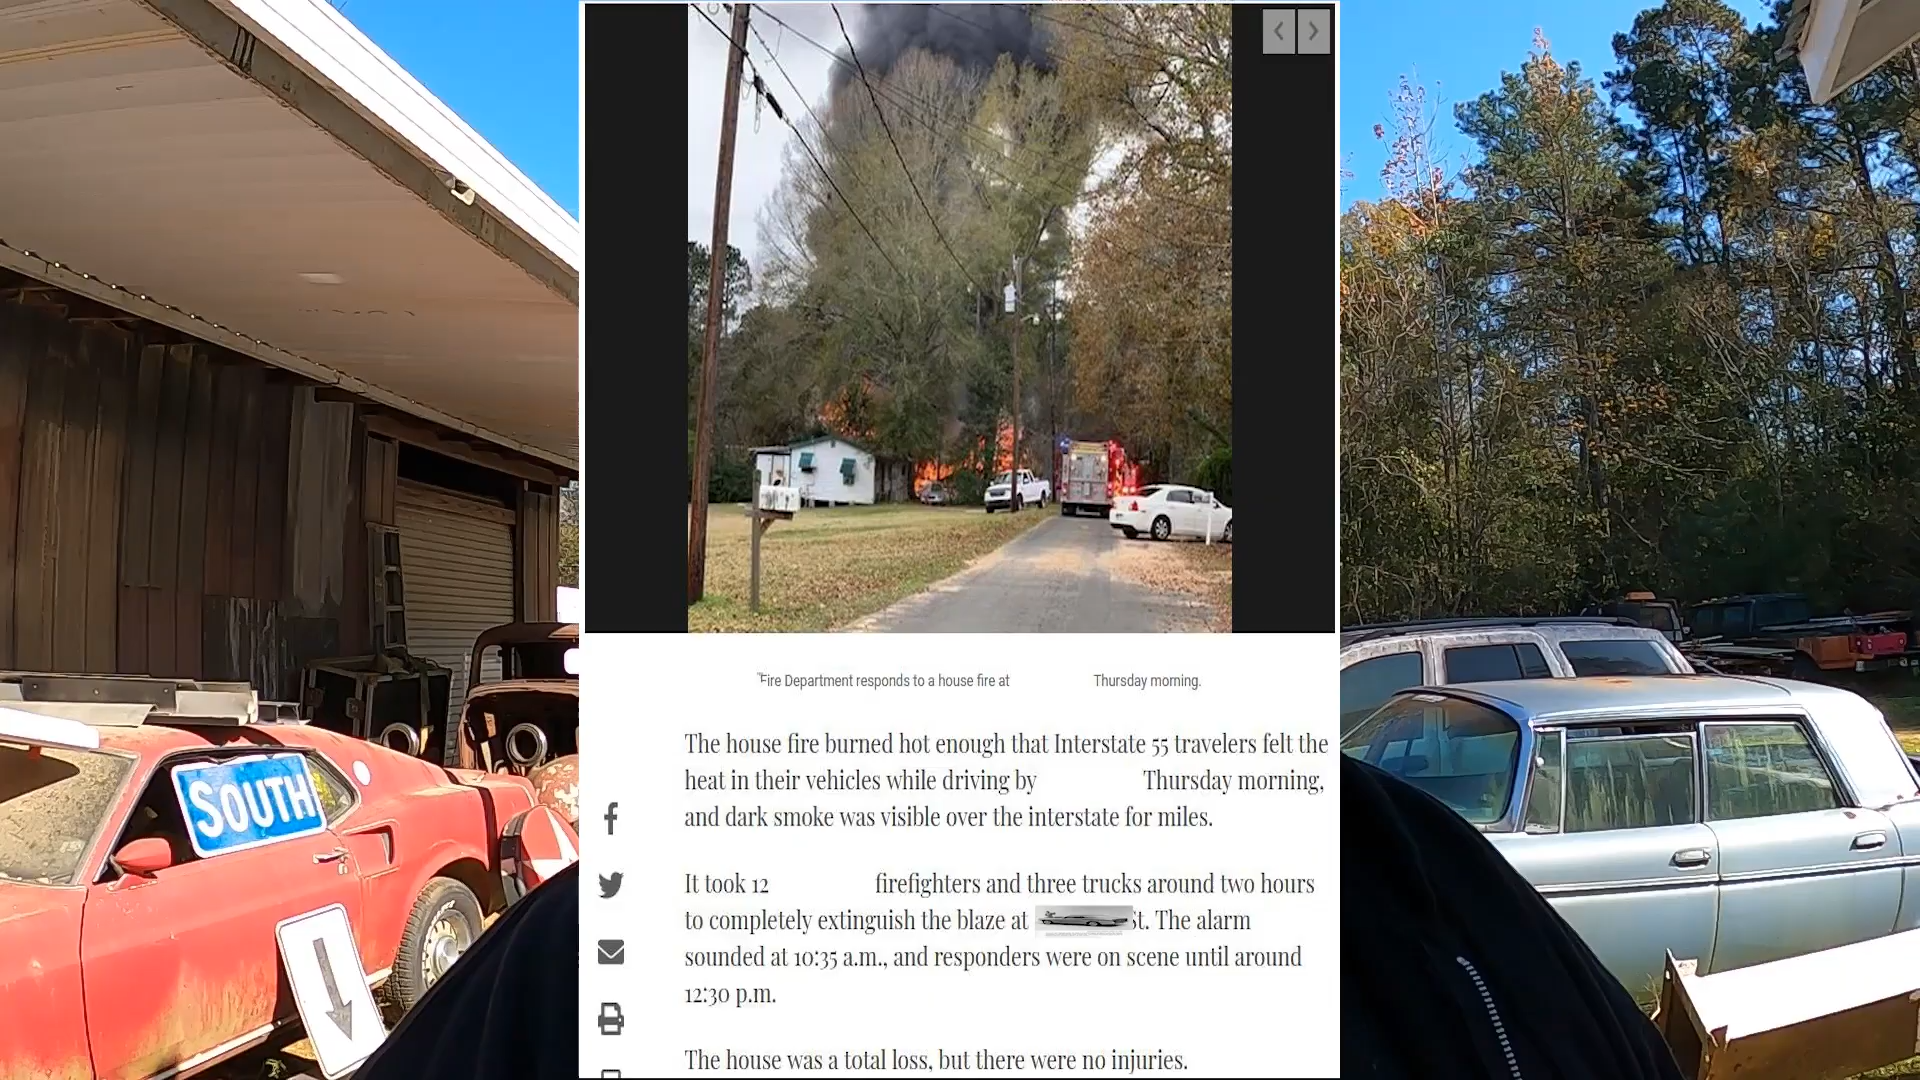 Fire Department responds to a house fire at Thursday morning.
The house fire burned hot enough that Interstate 55 travelers felt the
heat in their vehicles while driving by Thursday morning,
and dark smoke was visible over the interstate for miles.
It took 12 firefighters and three trucks around two hours
to completely extinguish the blaze at St. The alarm
sounded at 10:35 a.m., and responders were on scene until around
12:30 p.m.
The house was a total loss, but there were no injuries.
SOUTH